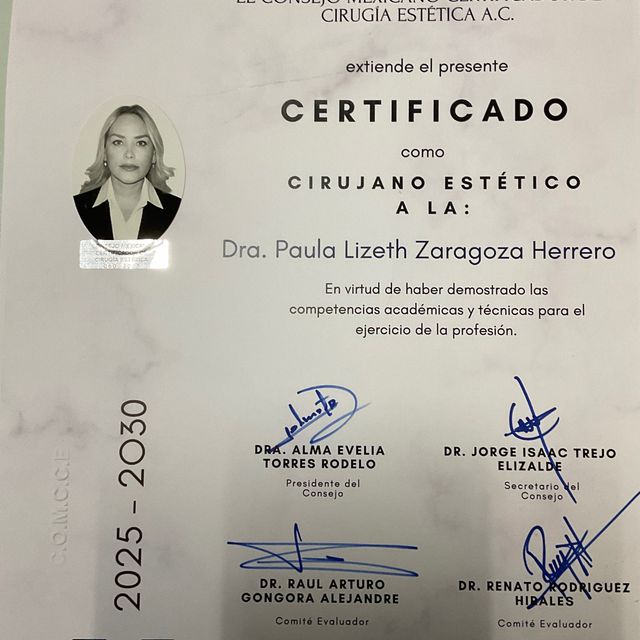 CIRUGÍA ESTÉTICA A.C.
extiende el presente
CERTIFICADO
como
CIRUJANO ESTÉTICO
A LA:
Dra. Paula Lizeth Zaragoza Herrero
En virtud de haber demostrado las
competencias académicas y técnicas para el
ejercicio de la profesión.
CIRUGÍA ESTÉTICA
C.O.M.C.C.E
2025 - 2030
DRA. ALMA EVELIA
TORRES RODELO
Presidente del
Consejo
DR. JORGE ISAAC TREJO
ELIZALDE
Secretario del
Consejo
DR. RAUL ARTURO
GONGORA ALEJANDRE
Comité Evaluador
DR. RENATO RODRIGUEZ
HIRALES
Comité Evaluador